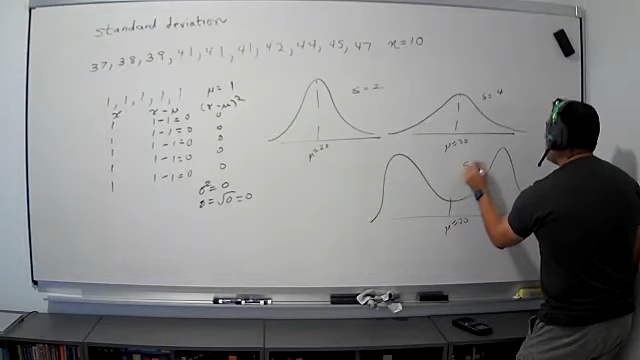 standard deviation
37, 38, 39, 41, 41, 41, 42, 44, 45, 47 n=10
1, 1, 1, 1, 1, 1 μ = 1
x x-μ (x-μ)²
1 1-1=0 0
1 1-1=0 0
1 1-1=0 0
1 1-1=0 0
1 1-1=0 0
1
σ²=0
σ=√0=0
s=2
μ=20
s=4
μ=20
s
μ=20